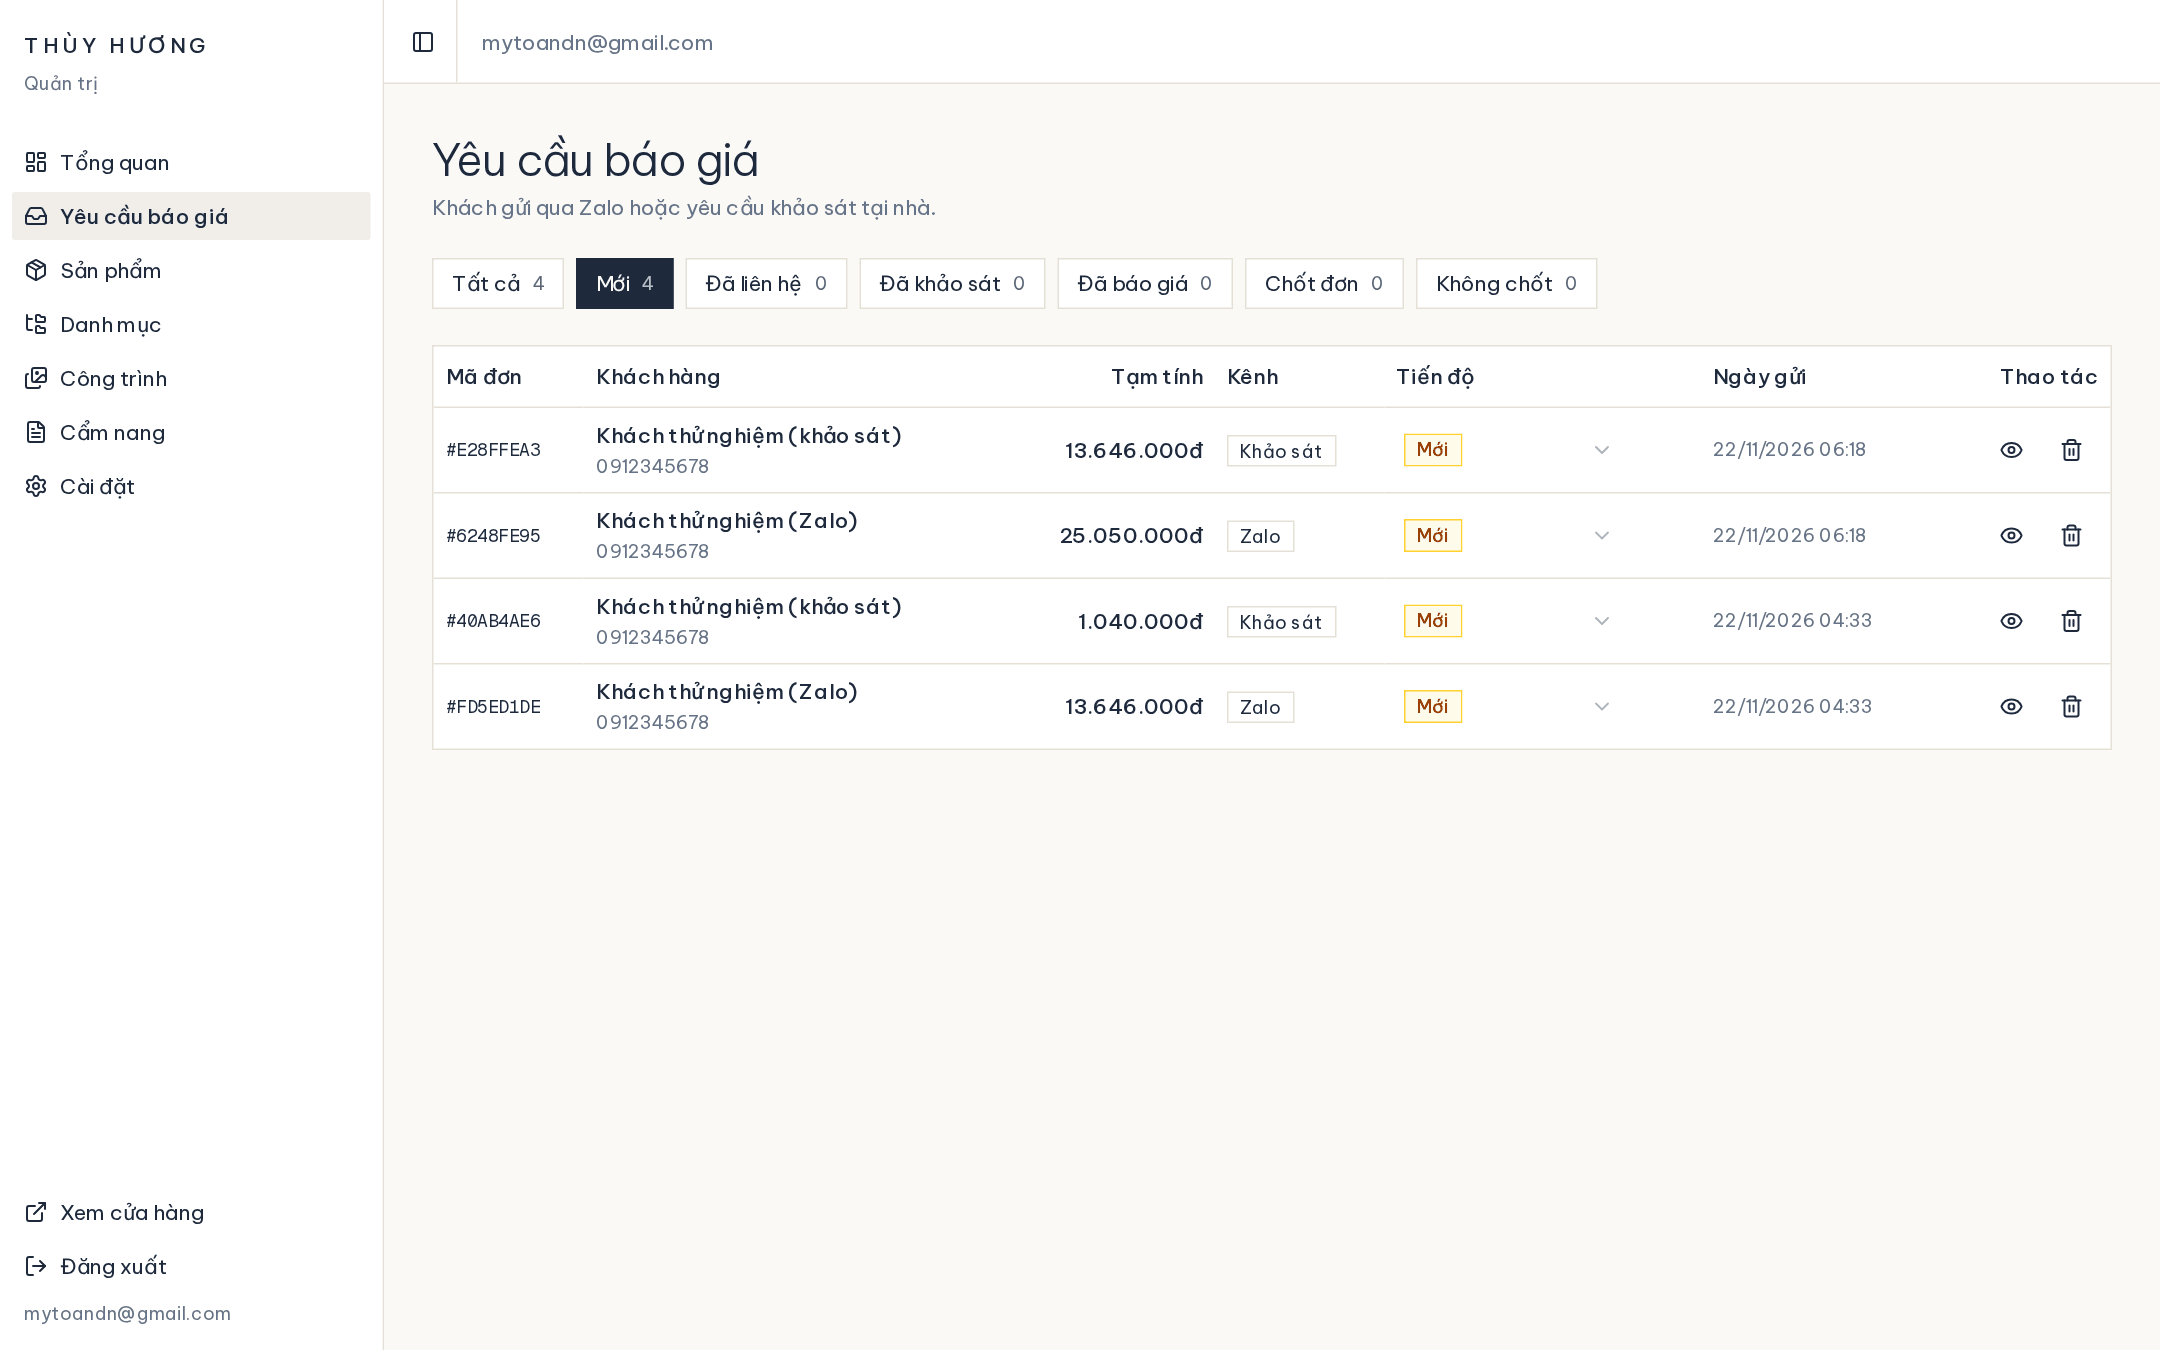 THÙY HƯƠNG
Quản trị
Tổng quan
Yêu cầu báo giá
Sản phẩm
Danh mục
Công trình
Cẩm nang
Cài đặt
Xem cửa hàng
Đăng xuất
mytoandn@gmail.com
mytoandn@gmail.com
Yêu cầu báo giá
Khách gửi qua Zalo hoặc yêu cầu khảo sát tại nhà.
Tất cả 4 Mới 4 Đã liên hệ 0 Đã khảo sát 0 Đã báo giá 0 Chốt đơn 0 Không chốt 0
Mã đơn Khách hàng Tạm tính Kênh Tiến độ Ngày gửi Thao tác
#E28FFEA3 Khách thử nghiệm (khảo sát) 13.646.000đ Khảo sát Mới 22/11/2026 06:18
0912345678
#6248FE95 Khách thử nghiệm (Zalo) 25.050.000đ Zalo Mới 22/11/2026 06:18
0912345678
#40AB4AE6 Khách thử nghiệm (khảo sát) 1.040.000đ Khảo sát Mới 22/11/2026 04:33
0912345678
#FD5ED1DE Khách thử nghiệm (Zalo) 13.646.000đ Zalo Mới 22/11/2026 04:33
0912345678